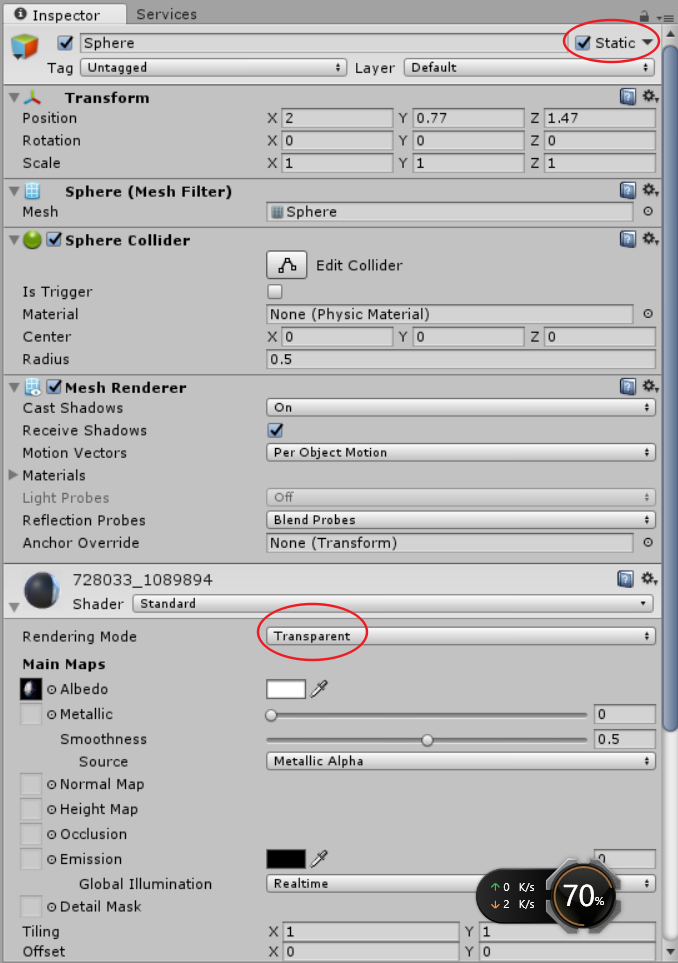 Inspector Services
Sphere Static
Tag Untagged Layer Default
Transform
Position X 2 Y 0.77 Z 1.47
Rotation X 0 Y 0 Z 0
Scale X 1 Y 1 Z 1
Sphere (Mesh Filter)
Mesh Sphere
Sphere Collider
Edit Collider
Is Trigger
Material None (Physic Material)
Center X 0 Y 0 Z 0
Radius 0.5
Mesh Renderer
Cast Shadows On
Receive Shadows
Motion Vectors Per Object Motion
Materials
Light Probes Off
Reflection Probes Blend Probes
Anchor Override None (Transform)
728033_1089894
Shader Standard
Rendering Mode Transparent
Main Maps
Albedo
Metallic 0
Smoothness 0.5
Source Metallic Alpha
Normal Map
Height Map
Occlusion
Emission 0
Global Illumination Realtime
↑ 0 K/s
↓ 2 K/s
70%
Detail Mask
Tiling X 1 Y 1
Offset X 0 Y 0